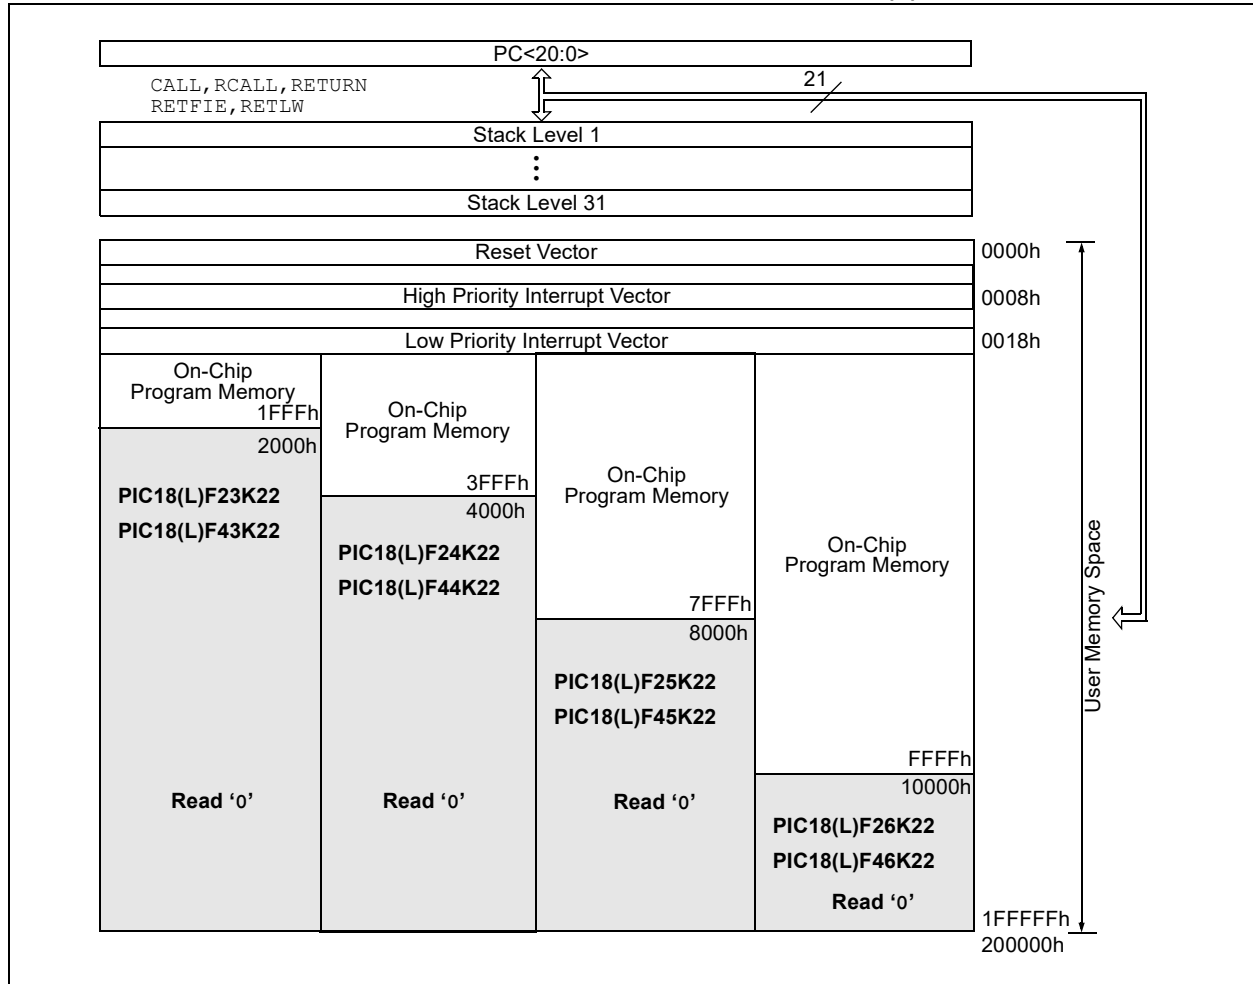 PC<20:0>
CALL,RCALL,RETURN
RETFIE,RETLW
21
Stack Level 1
Stack Level 31
Reset Vector
0000h
High Priority Interrupt Vector
0008h
Low Priority Interrupt Vector
0018h
On-Chip
Program Memory
1FFFh
2000h
PIC18(L)F23K22
PIC18(L)F43K22
Read ‘0’
On-Chip
Program Memory
3FFFh
4000h
PIC18(L)F24K22
PIC18(L)F44K22
Read ‘0’
On-Chip
Program Memory
7FFFh
8000h
PIC18(L)F25K22
PIC18(L)F45K22
Read ‘0’
On-Chip
Program Memory
FFFFh
10000h
PIC18(L)F26K22
PIC18(L)F46K22
Read ‘0’
1FFFFFh
200000h
User Memory Space